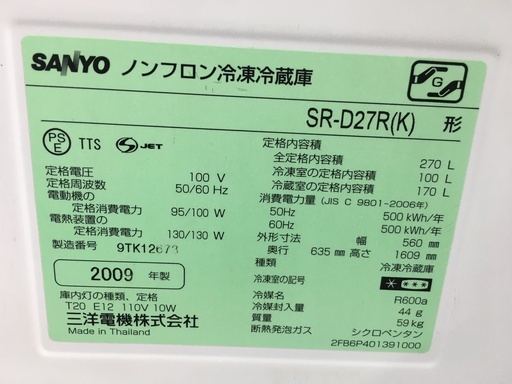 SANYO ノンフロン冷凍冷蔵庫
G
SR-D27R(K) 形
PS E TTS S-JET
定格電圧 100 V
定格周波数 50/60 Hz
電動機の
定格消費電力 95/100 W
電熱装置の
定格消費電力 130/130 W
製造番号 9TK12673
2009 年製
庫内灯の種類、定格
T20 E12 110V 10W
三洋電機株式会社
Made in Thailand
定格内容積
全定格内容積 270 L
冷凍室の定格内容積 100 L
冷蔵室の定格内容積 170 L
消費電力量 (JIS C 9801-2006年)
50Hz 500 kWh/年
60Hz 500 kWh/年
外形寸法 幅 560 mm
奥行 635 mm 高さ 1609 mm
種類 冷凍冷蔵庫
冷凍室の記号 * ***
冷媒名 R600a
冷媒封入量 44 g
質量 59 kg
断熱発泡ガス シクロペンタン
2FB6P401391000